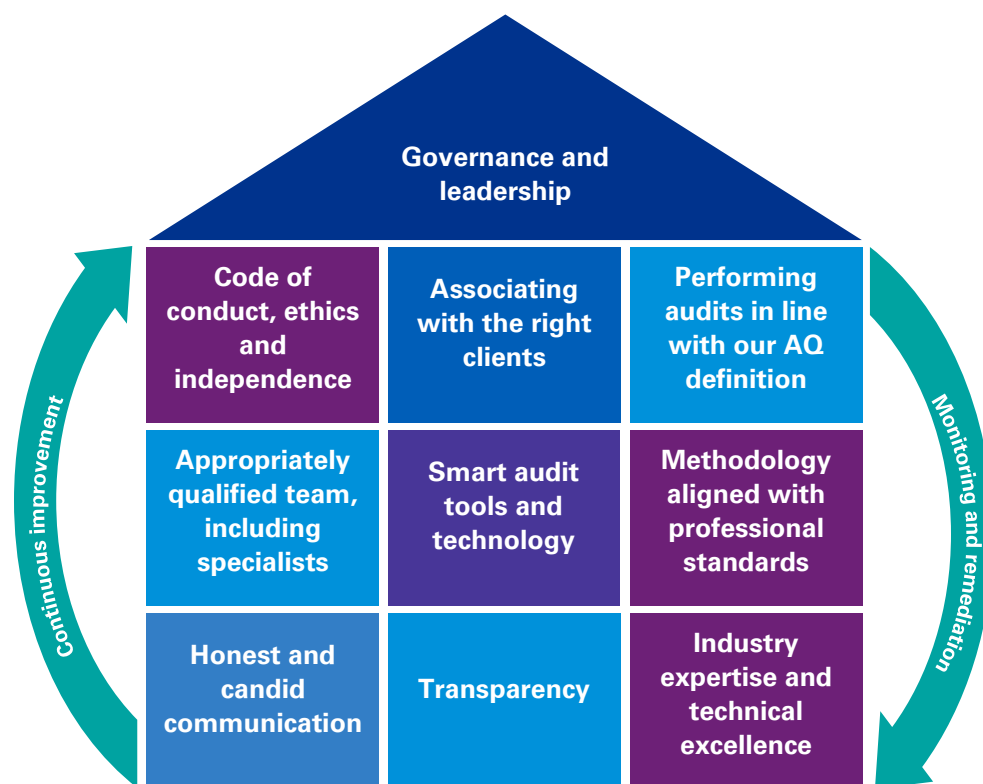 Governance and
leadership
Code of
conduct, ethics
and
independence
Associating
with the right
clients
Performing
audits in line
with our AQ
definition
Continuous improvement
Monitoring and remediation
Appropriately
qualified team,
including
specialists
Smart audit
tools and
technology
Methodology
aligned with
professional
standards
Honest and
candid
communication
Transparency
Industry
expertise and
technical
excellence